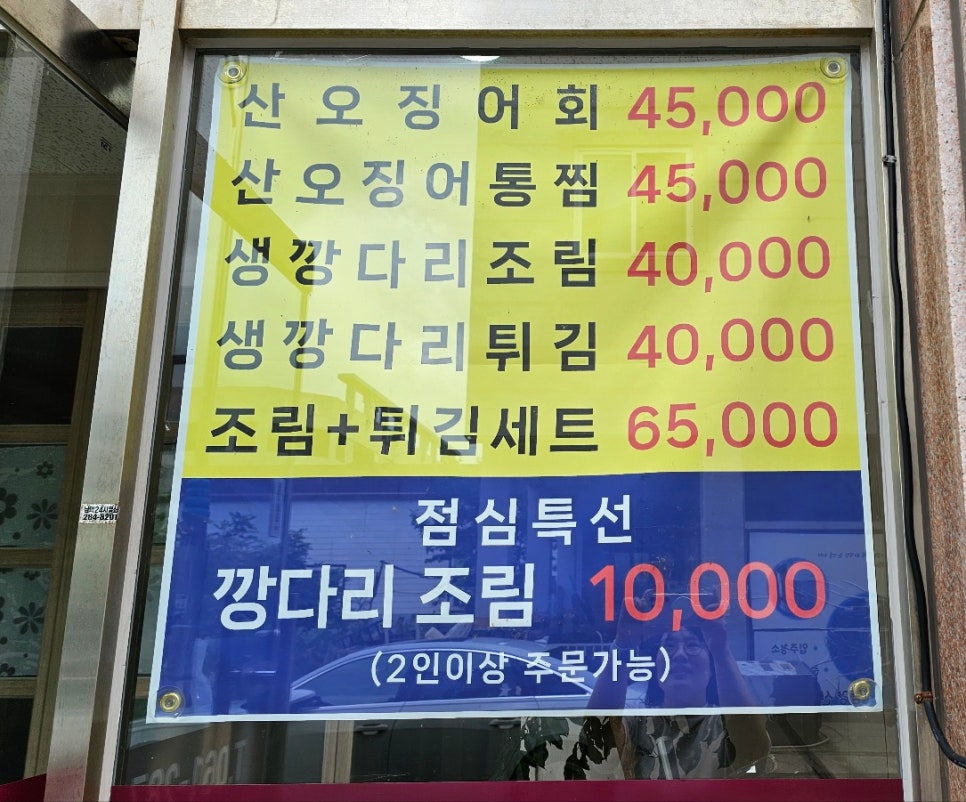 산오징어회 45,000
산오징어통찜 45,000
생깡다리조림 40,000
생깡다리튀김 40,000
조림+튀김세트 65,000
점심특선
깡다리 조림 10,000
(2인이상 주문가능)
284-8201